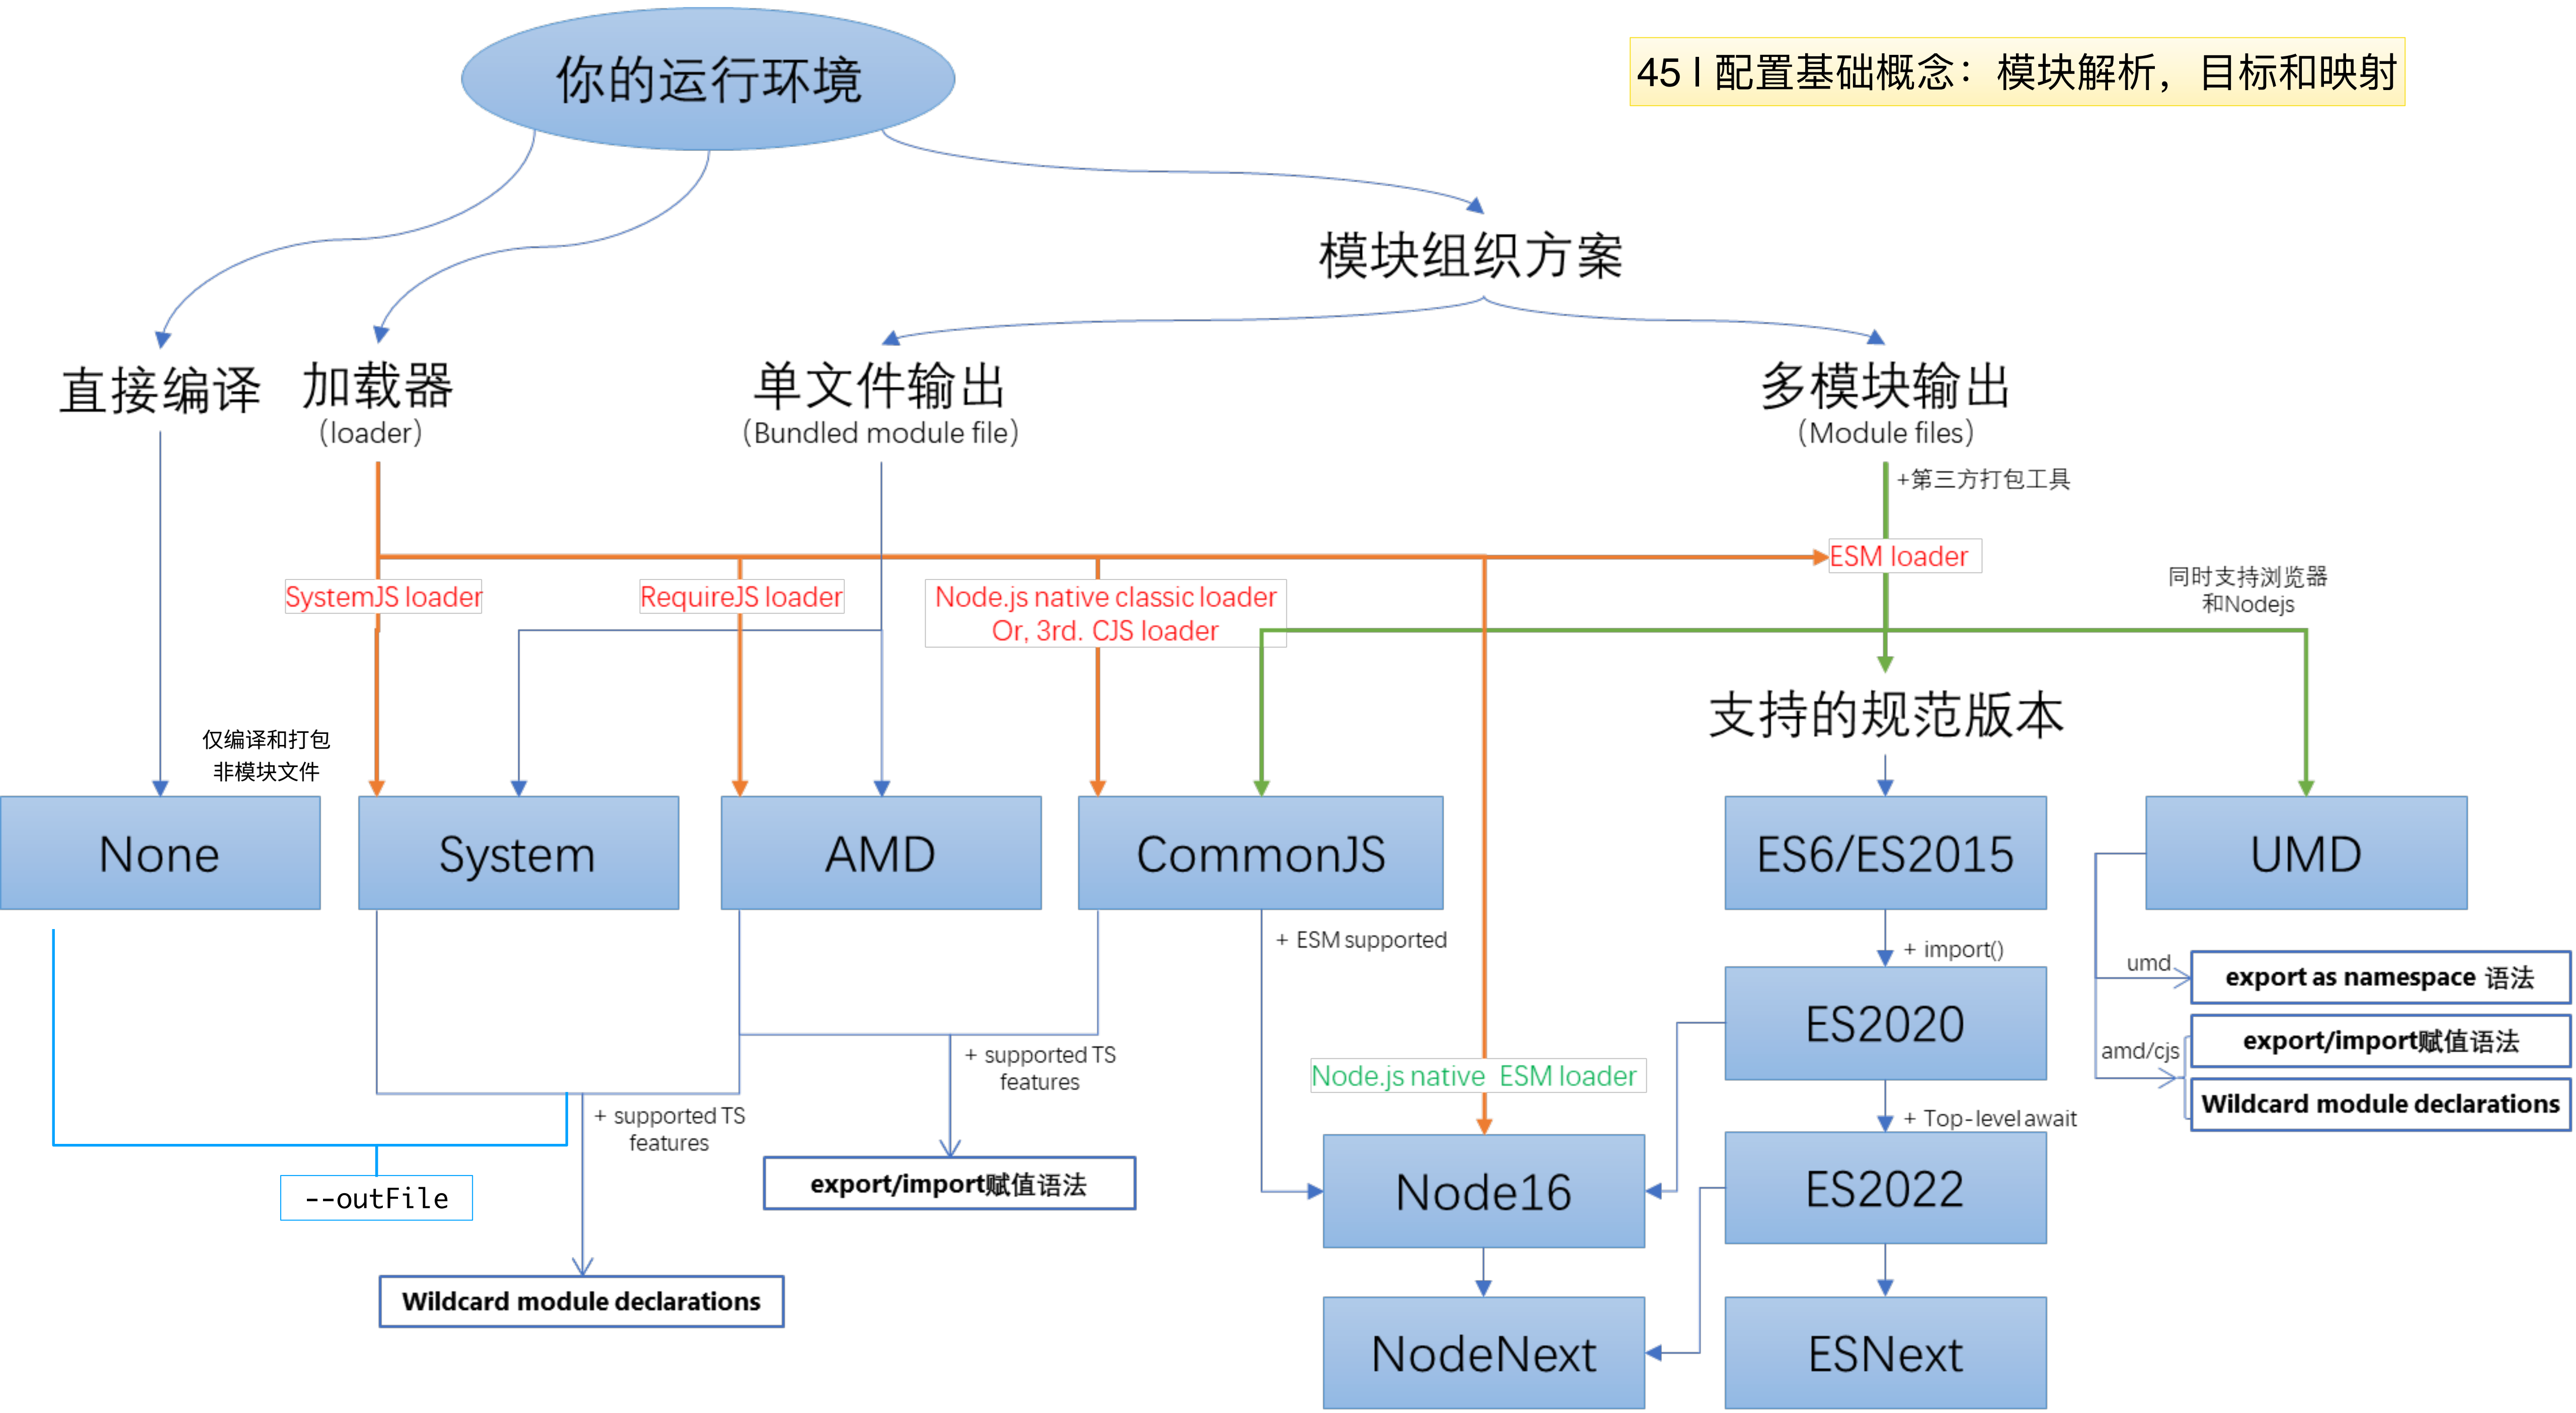 你的运行环境
45 | 配置基础概念：模块解析，目标和映射
模块组织方案
直接编译
加载器
（loader）
单文件输出
（Bundled module file）
多模块输出
（Module files）
+第三方打包工具
ESM loader
SystemJS loader
RequireJS loader
Node.js native classic loader
Or, 3rd. CJS loader
同时支持浏览器
和Nodejs
支持的规范版本
仅编译和打包
非模块文件
None
System
AMD
CommonJS
ES6/ES2015
UMD
+ ESM supported
+ import()
umd
export as namespace 语法
ES2020
amd/cjs
export/import赋值语法
Wildcard module declarations
+ supported TS
features
Node.js native ESM loader
+ supported TS
features
+ Top-level await
export/import赋值语法
--outFile
Node16
ES2022
Wildcard module declarations
NodeNext
ESNext